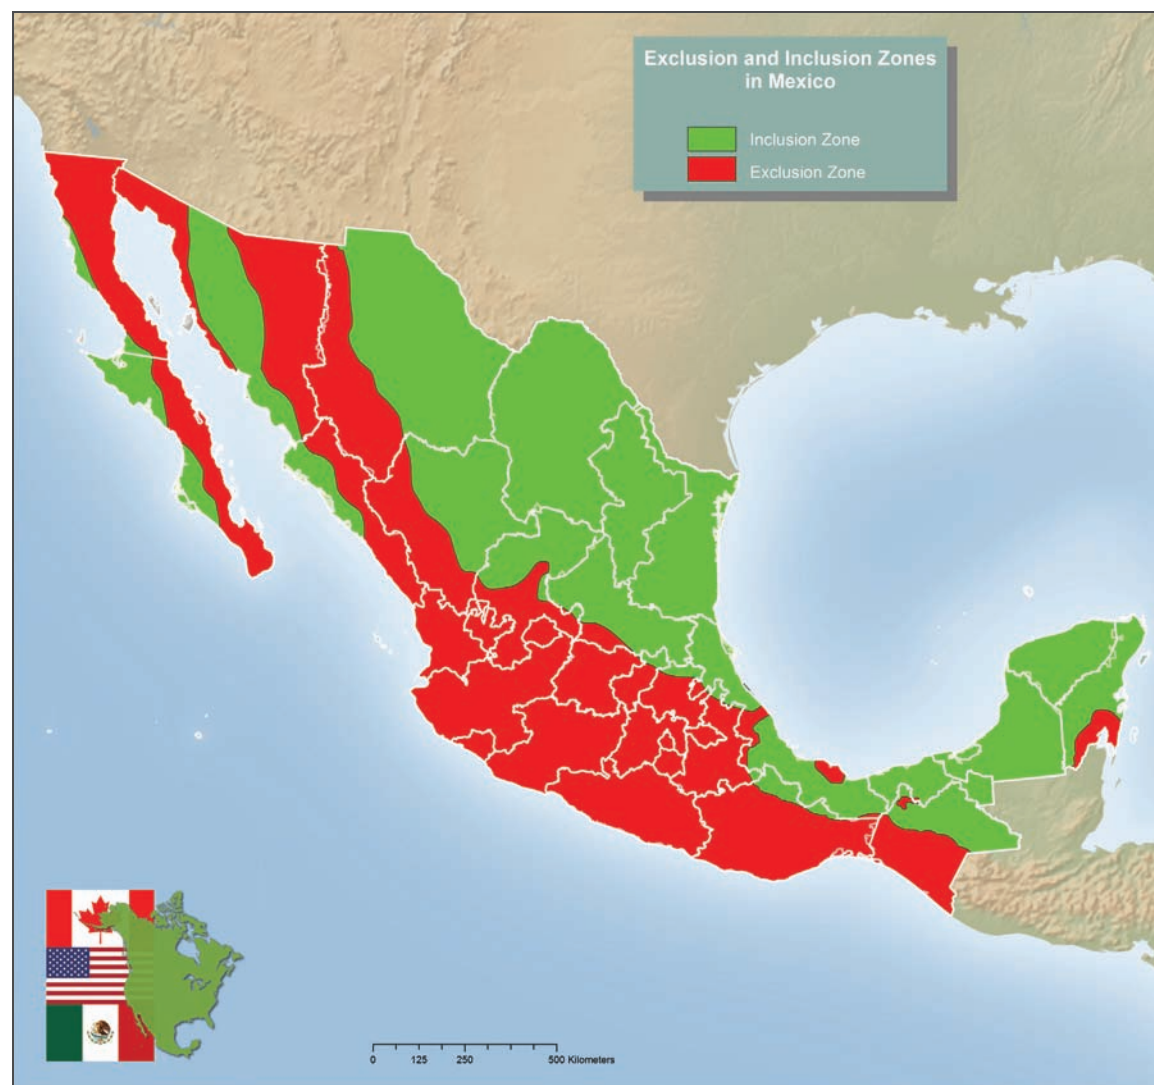 Exclusion and Inclusion Zones
in Mexico
Inclusion Zone
Exclusion Zone
0 125 250 500 Kilometers